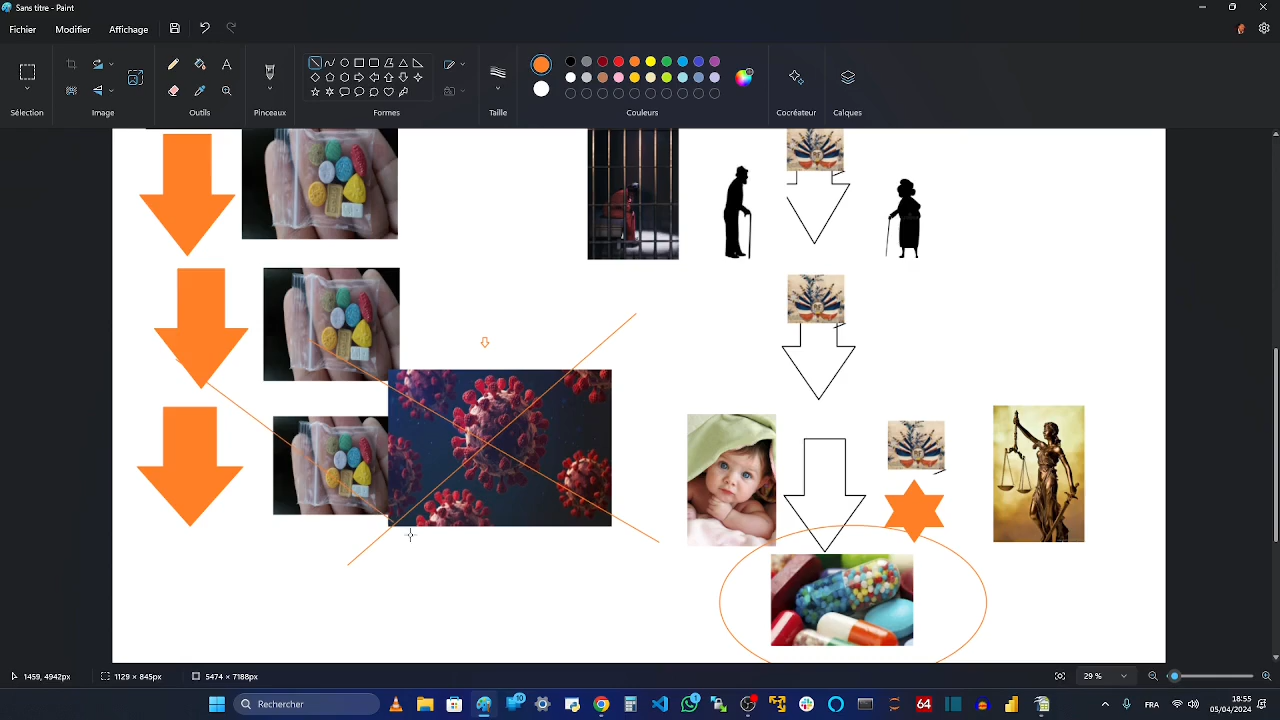 Sans titre - Paint
Fichier Modifier Affichage
Sélection Image Outils Pinceaux Formes Taille Couleurs Cocréateur Calques
1459, 2494px 1129 × 845px 5474 × 7188px 29 %
Rechercher
FRA 18:55
05/04/2024